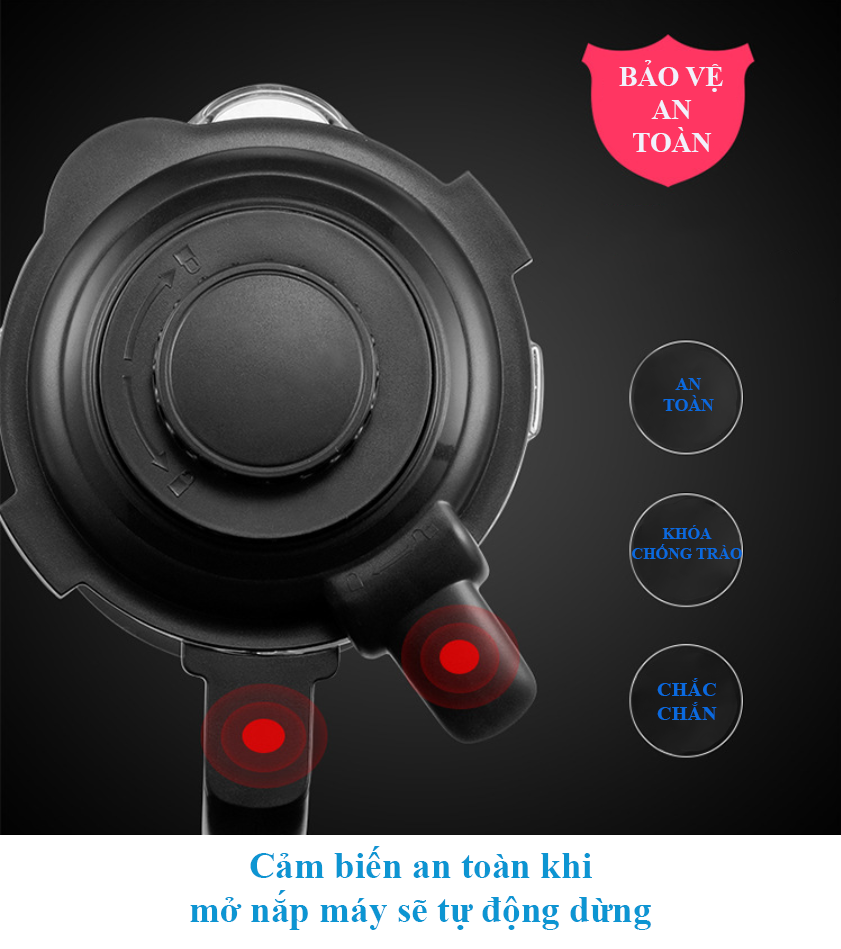 BẢO VỆ
AN
TOÀN
AN
TOÀN
KHÓA
CHỐNG TRÀO
CHẮC
CHẮN
Cảm biến an toàn khi
mở nắp máy sẽ tự động dừng